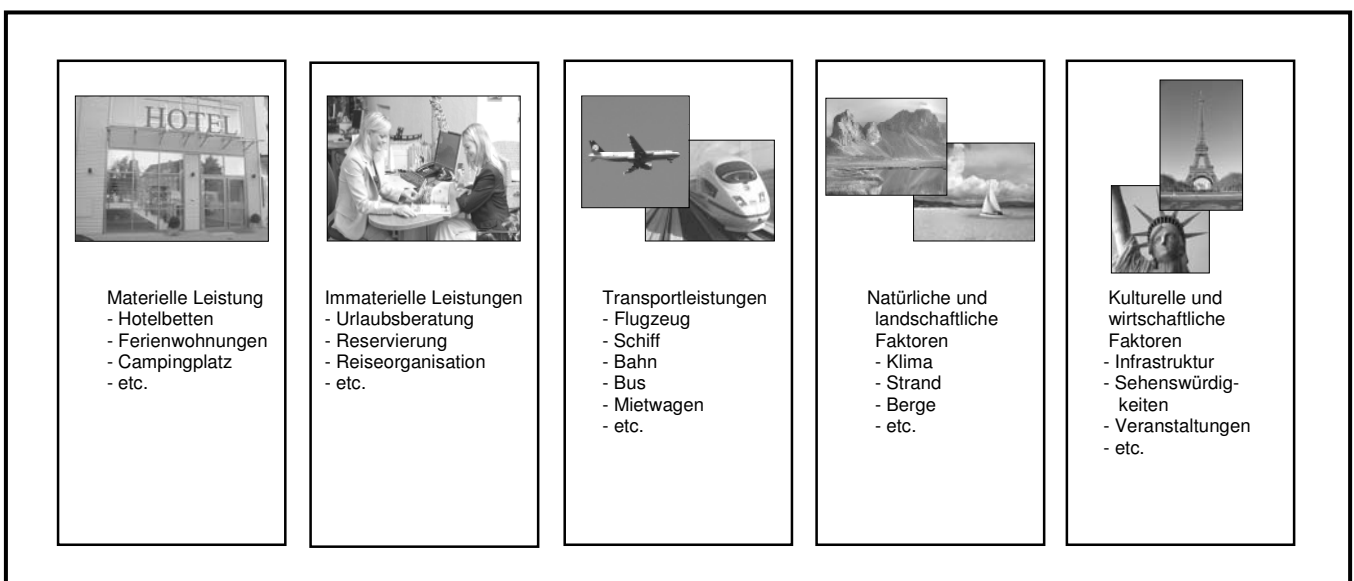 HOTEL
Materielle Leistung
- Hotelbetten
- Ferienwohnungen
- Campingplatz
- etc.
Immaterielle Leistungen
- Urlaubsberatung
- Reservierung
- Reiseorganisation
- etc.
Transportleistungen
- Flugzeug
- Schiff
- Bahn
- Bus
- Mietwagen
- etc.
Natürliche und
landschaftliche
Faktoren
- Klima
- Strand
- Berge
- etc.
Kulturelle und
wirtschaftliche
Faktoren
- Infrastruktur
- Sehenswürdig-
keiten
- Veranstaltungen
- etc.